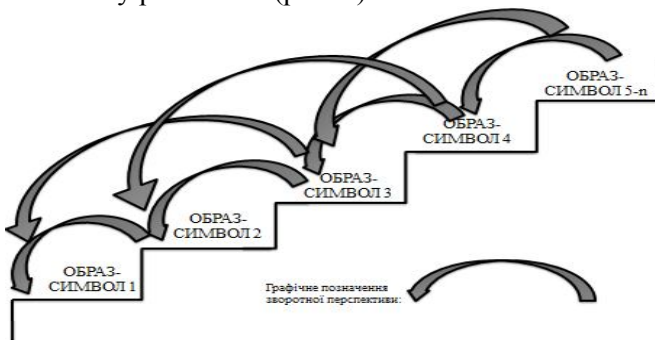 ОБРАЗ-
СИМВОЛ 5-n
ОБРАЗ-
СИМВОЛ 4
ОБРАЗ-
СИМВОЛ 3
ОБРАЗ-
СИМВОЛ 2
ОБРАЗ-
СИМВОЛ 1
Графічне позначення
зворотної перспективи: